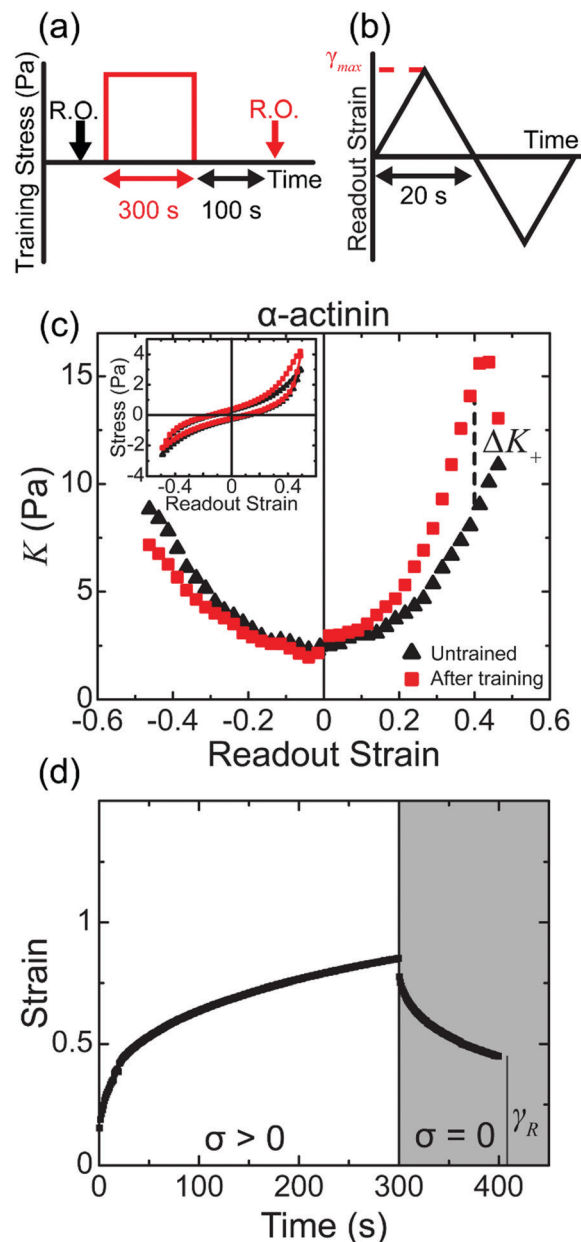 (a)
Training Stress (Pa)
R.O.
R.O.
Time
300 s
100 s
(b)
γmax
Readout Strain
Time
20 s
(c)
α-actinin
K (Pa)
15
10
5
0
-0.6 -0.4 -0.2 0 0.2 0.4 0.6
Readout Strain
Stress (Pa)
4
2
0
-2
-4
-0.4 0 0.4
Readout Strain
ΔK+
Untrained
After training
(d)
Strain
1
0.5
0
σ > 0
σ = 0
γR
0 100 200 300 400
Time (s)